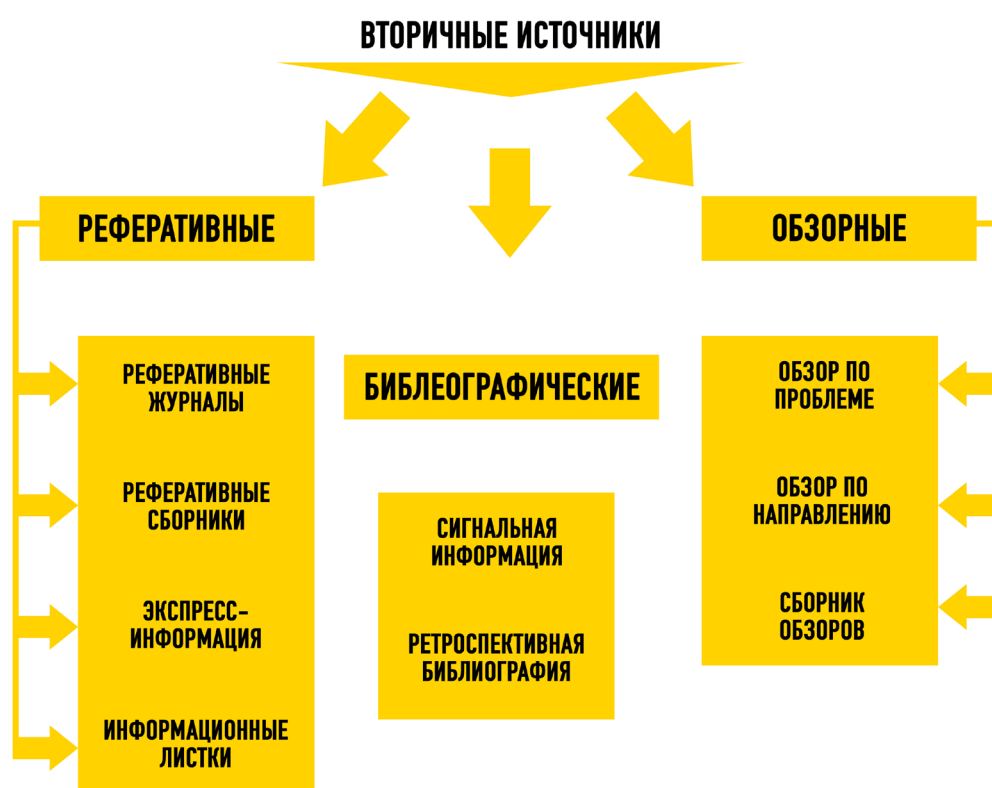 ВТОРИЧНЫЕ ИСТОЧНИКИ
РЕФЕРАТИВНЫЕ
РЕФЕРАТИВНЫЕ
ЖУРНАЛЫ
РЕФЕРАТИВНЫЕ
СБОРНИКИ
ЭКСПРЕСС-
ИНФОРМАЦИЯ
ИНФОРМАЦИОННЫЕ
ЛИСТКИ
БИБЛЕОГРАФИЧЕСКИЕ
СИГНАЛЬНАЯ
ИНФОРМАЦИЯ
РЕТРОСПЕКТИВНАЯ
БИБЛИОГРАФИЯ
ОБЗОРНЫЕ
ОБЗОР ПО
ПРОБЛЕМЕ
ОБЗОР ПО
НАПРАВЛЕНИЮ
СБОРНИК
ОБЗОРОВ